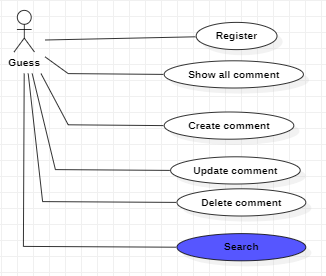 Register
Guess
Show all comment
Create comment
Update comment
Delete comment
Search